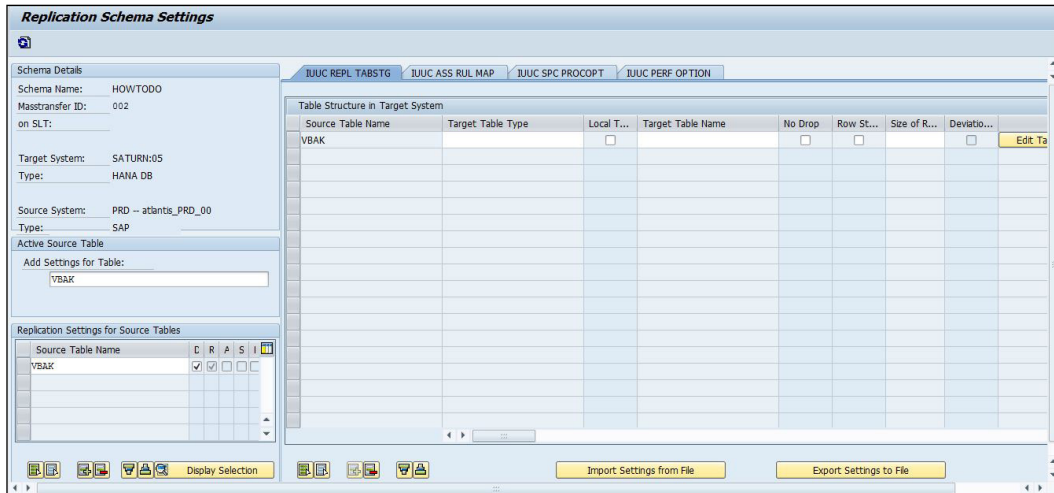 Replication Schema Settings
Schema Details
Schema Name: HOWTODO
Masstransfer ID: 002
on SLT:
Target System: SATURN:05
Type: HANA DB
Source System: PRD -- atlantis_PRD_00
Type: SAP
Active Source Table
Add Settings for Table:
VBAK
Replication Settings for Source Tables
Source Table Name R A S I
VBAK
Display Selection
IUUC REPL TABSTG IUUC ASS RUL MAP IUUC SPC PROCOPT IUUC PERF OPTION
Table Structure in Target System
Source Table Name Target Table Type Local T... Target Table Name No Drop Row St... Size of R... Deviatio...
VBAK Edit Ta
Import Settings from File Export Settings to File